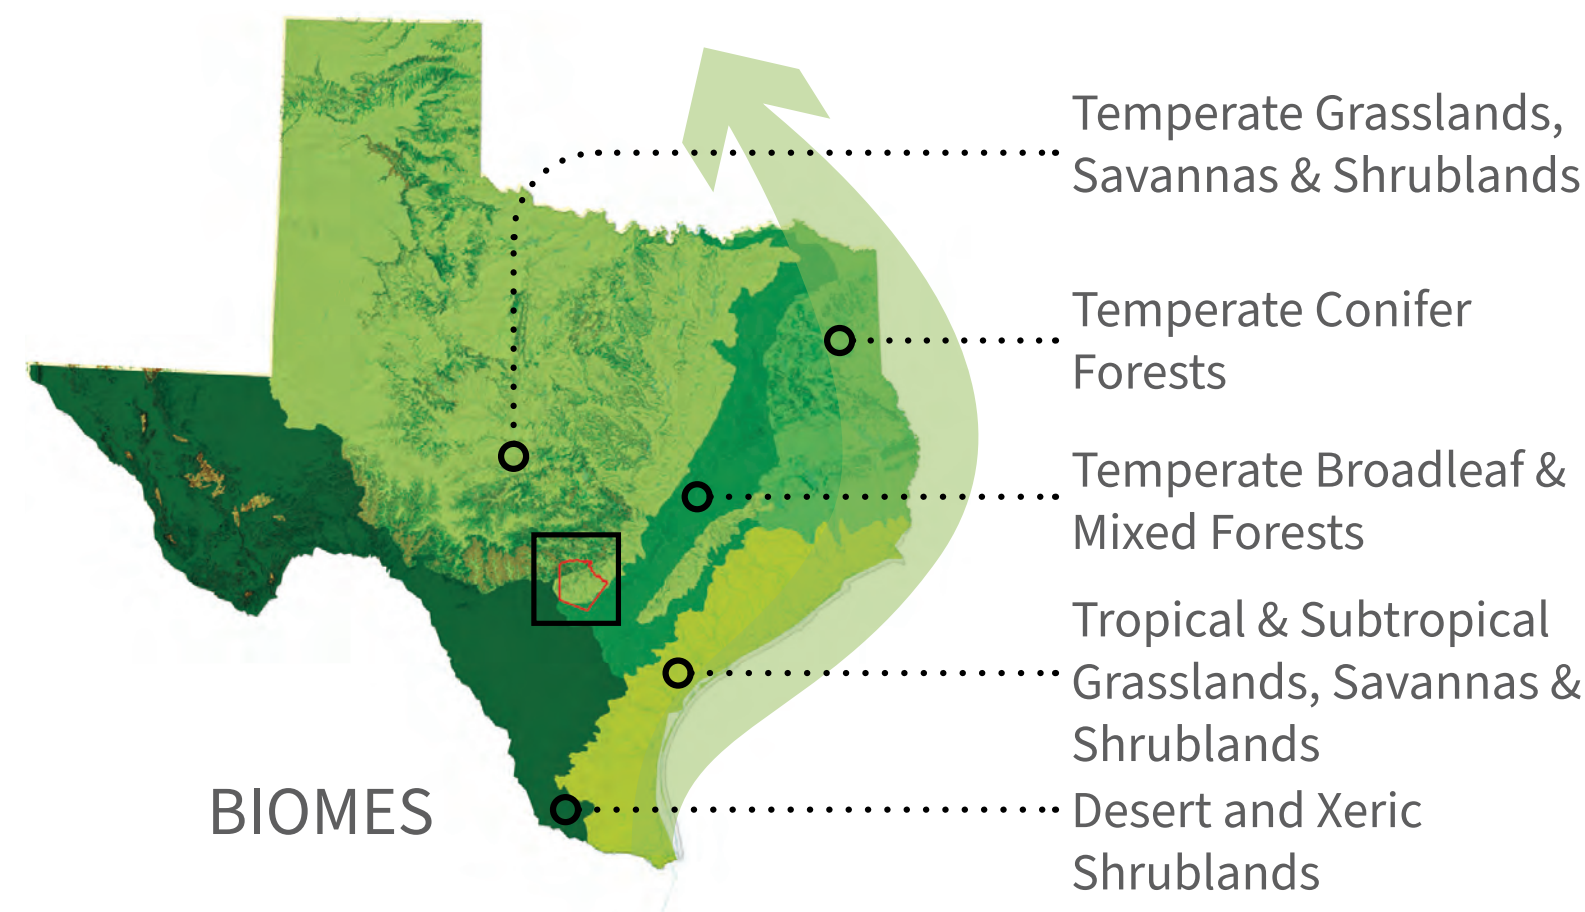 Temperate Grasslands,
Savannas & Shrublands
Temperate Conifer
Forests
Temperate Broadleaf &
Mixed Forests
Tropical & Subtropical
Grasslands, Savannas &
Shrublands
Desert and Xeric
Shrublands
BIOMES